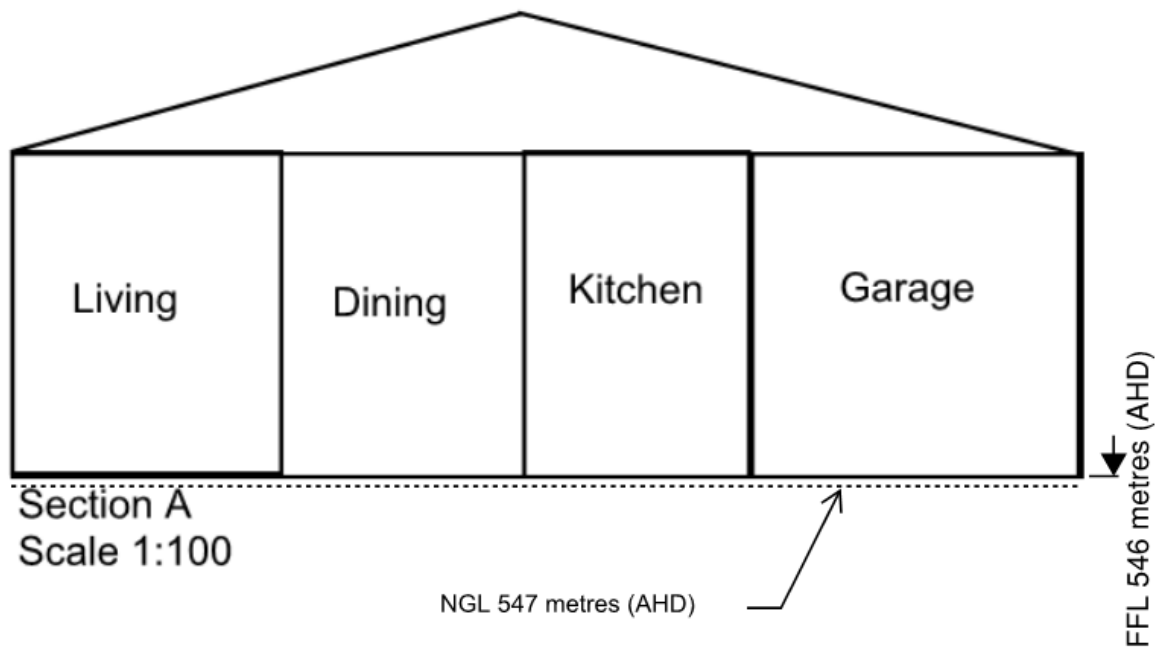 Living
Dining
Kitchen
Garage
Section A
Scale 1:100
NGL 547 metres (AHD)
FFL 546 metres (AHD)